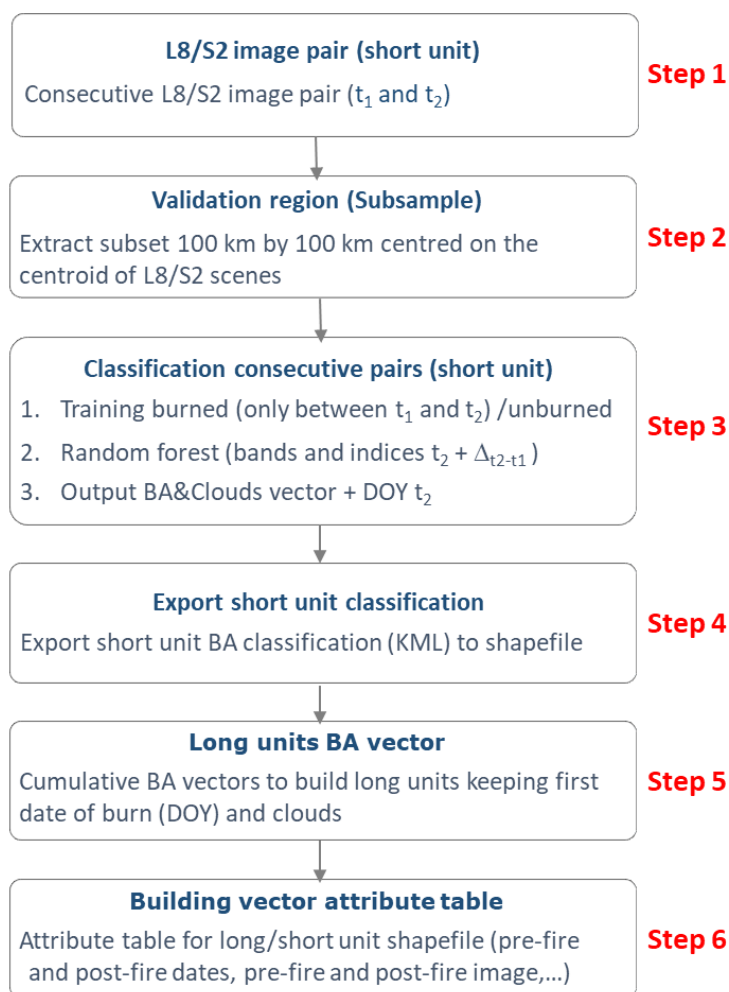 L8/S2 image pair (short unit)
Consecutive L8/S2 image pair (t₁ and t₂)
Step 1
Validation region (Subsample)
Extract subset 100 km by 100 km centred on the
centroid of L8/S2 scenes
Step 2
Classification consecutive pairs (short unit)
1. Training burned (only between t₁ and t₂) /unburned
2. Random forest (bands and indices t₂ + Δt2-t1 )
3. Output BA&Clouds vector + DOY t₂
Step 3
Export short unit classification
Export short unit BA classification (KML) to shapefile
Step 4
Long units BA vector
Cumulative BA vectors to build long units keeping first
date of burn (DOY) and clouds
Step 5
Building vector attribute table
Attribute table for long/short unit shapefile (pre-fire
and post-fire dates, pre-fire and post-fire image,...)
Step 6